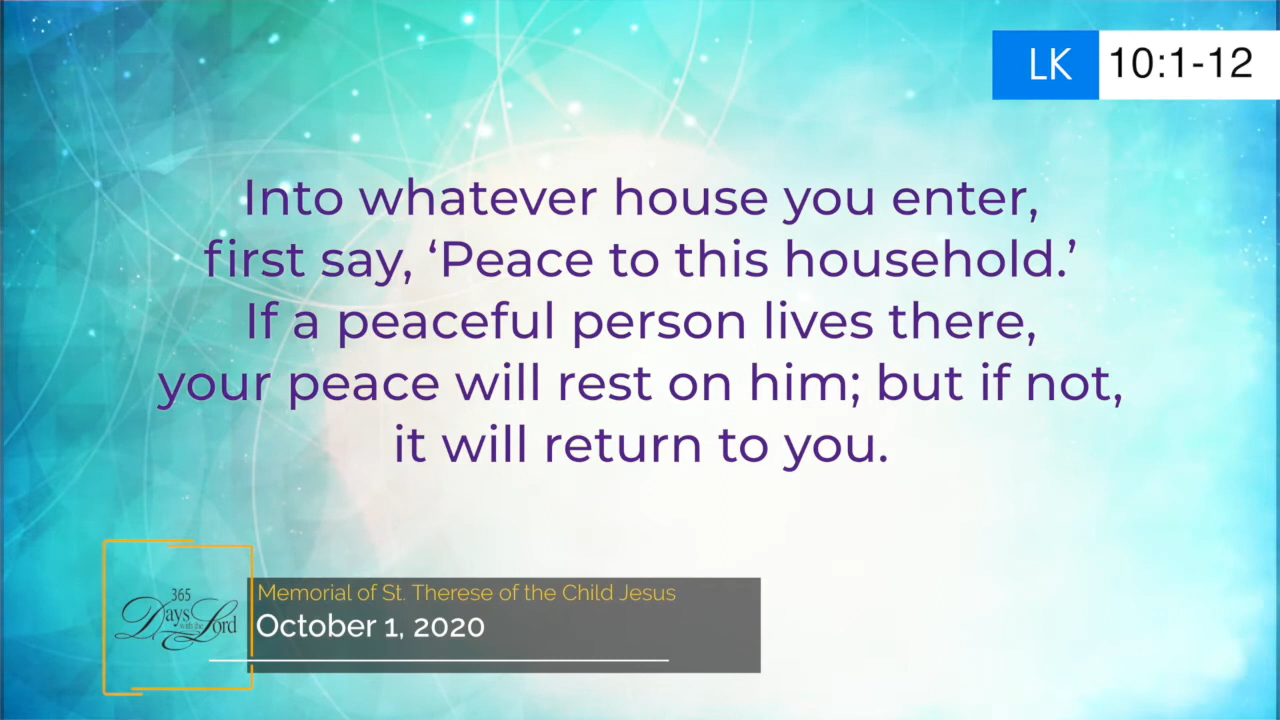 LK 10:1-12
Into whatever house you enter,
first say, ‘Peace to this household.’
If a peaceful person lives there,
your peace will rest on him; but if not,
it will return to you.
365
Days with the Lord
Memorial of St. Therese of the Child Jesus
October 1, 2020